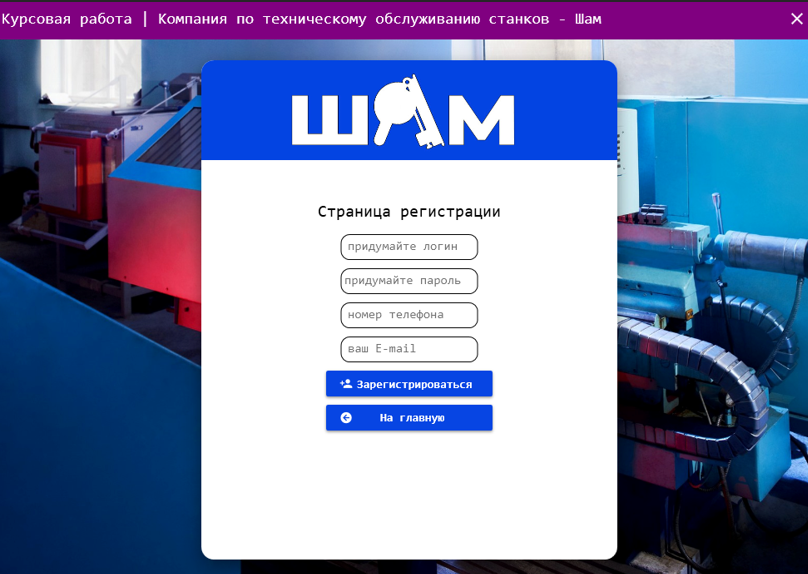 Курсовая работа | Компания по техническому обслуживанию станков - Шам
ШАМ
Страница регистрации
придумайте логин
придумайте пароль
номер телефона
ваш E-mail
Зарегистрироваться
На главную